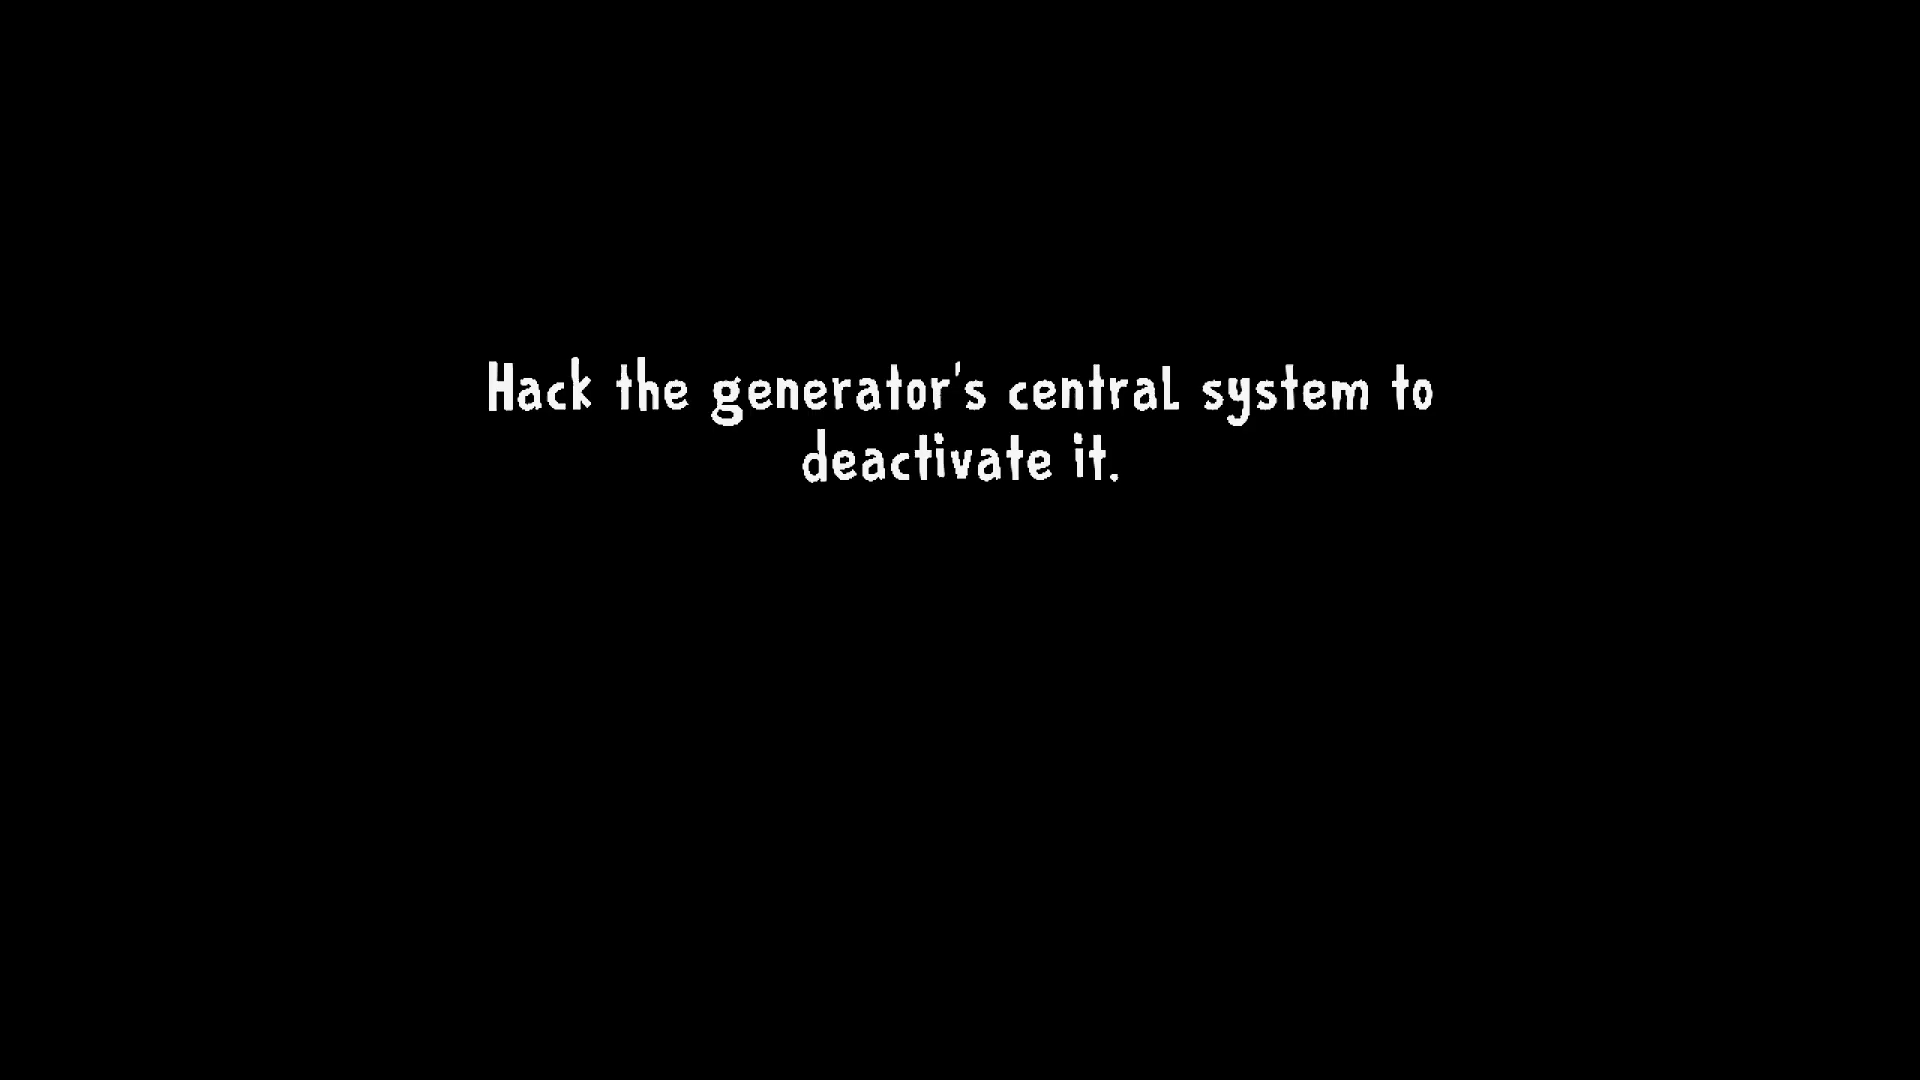 Hack the generator's central system to
deactivate it.